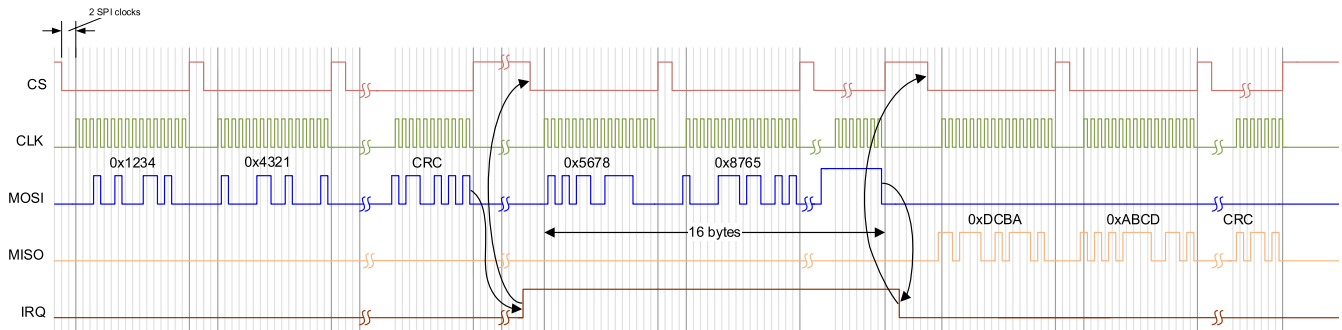 2 SPI clocks
CS
CLK
0x1234 0x4321 CRC 0x5678 0x8765
MOSI
16 bytes
0xDCBA 0xABCD CRC
MISO
IRQ